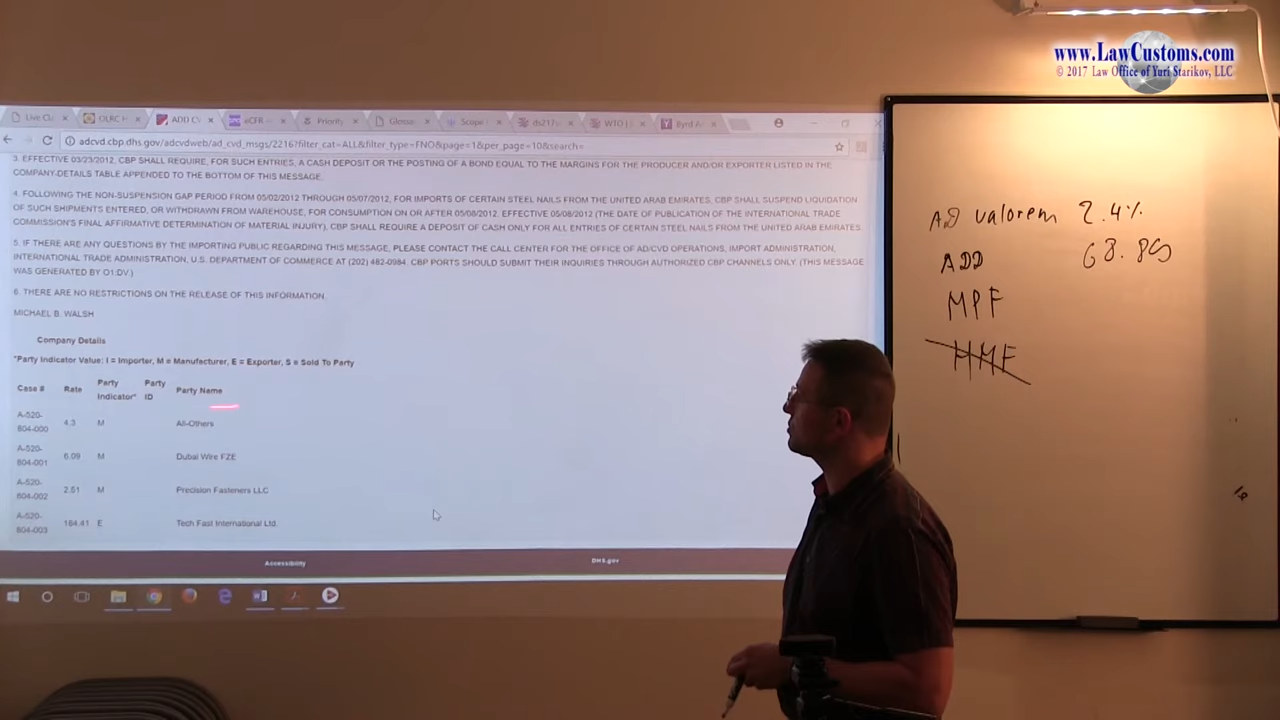 www.LawCustoms.com
© 2017 Law Office of Yuri Starikov, LLC
Live Cl
OLRC H
ADD CV
eCFR -
Priority
Glossa
Scope
ds217s
WTO | D
Byrd A
adcvd.cbp.dhs.gov/adcvdweb/ad_cvd_msgs/2216?filter_cat=ALL&filter_type=FNO&page=1&per_page=10&search=
3. EFFECTIVE 03/23/2012, CBP SHALL REQUIRE, FOR SUCH ENTRIES, A CASH DEPOSIT OR THE POSTING OF A BOND EQUAL TO THE MARGINS FOR THE PRODUCER AND/OR EXPORTER LISTED IN THE
COMPANY-DETAILS TABLE APPENDED TO THE BOTTOM OF THIS MESSAGE.
4. FOLLOWING THE NON-SUSPENSION GAP PERIOD FROM 05/02/2012 THROUGH 05/07/2012, FOR IMPORTS OF CERTAIN STEEL NAILS FROM THE UNITED ARAB EMIRATES, CBP SHALL SUSPEND LIQUIDATION
OF SUCH SHIPMENTS ENTERED, OR WITHDRAWN FROM WAREHOUSE, FOR CONSUMPTION ON OR AFTER 05/08/2012. EFFECTIVE 05/08/2012 (THE DATE OF PUBLICATION OF THE INTERNATIONAL TRADE
COMMISSION'S FINAL AFFIRMATIVE DETERMINATION OF MATERIAL INJURY), CBP SHALL REQUIRE A DEPOSIT OF CASH ONLY FOR ALL ENTRIES OF CERTAIN STEEL NAILS FROM THE UNITED ARAB EMIRATES.
5. IF THERE ARE ANY QUESTIONS BY THE IMPORTING PUBLIC REGARDING THIS MESSAGE, PLEASE CONTACT THE CALL CENTER FOR THE OFFICE OF AD/CVD OPERATIONS, IMPORT ADMINISTRATION,
INTERNATIONAL TRADE ADMINISTRATION, U.S. DEPARTMENT OF COMMERCE AT (202) 482-0984. CBP PORTS SHOULD SUBMIT THEIR INQUIRIES THROUGH AUTHORIZED CBP CHANNELS ONLY. (THIS MESSAGE
WAS GENERATED BY O1:DV.)
6. THERE ARE NO RESTRICTIONS ON THE RELEASE OF THIS INFORMATION.
MICHAEL B. WALSH
Company Details
*Party Indicator Value: I = Importer, M = Manufacturer, E = Exporter, S = Sold To Party
Case # Rate Party Indicator* Party ID Party Name
A-520-804-000 4.3 M All-Others
A-520-804-001 6.09 M Dubai Wire FZE
A-520-804-002 2.51 M Precision Fasteners LLC
A-520-804-003 184.41 E Tech Fast International Ltd.
Accessibility DHS.gov
AD valorem 2.4%
ADD 68.89
MPF
HMF